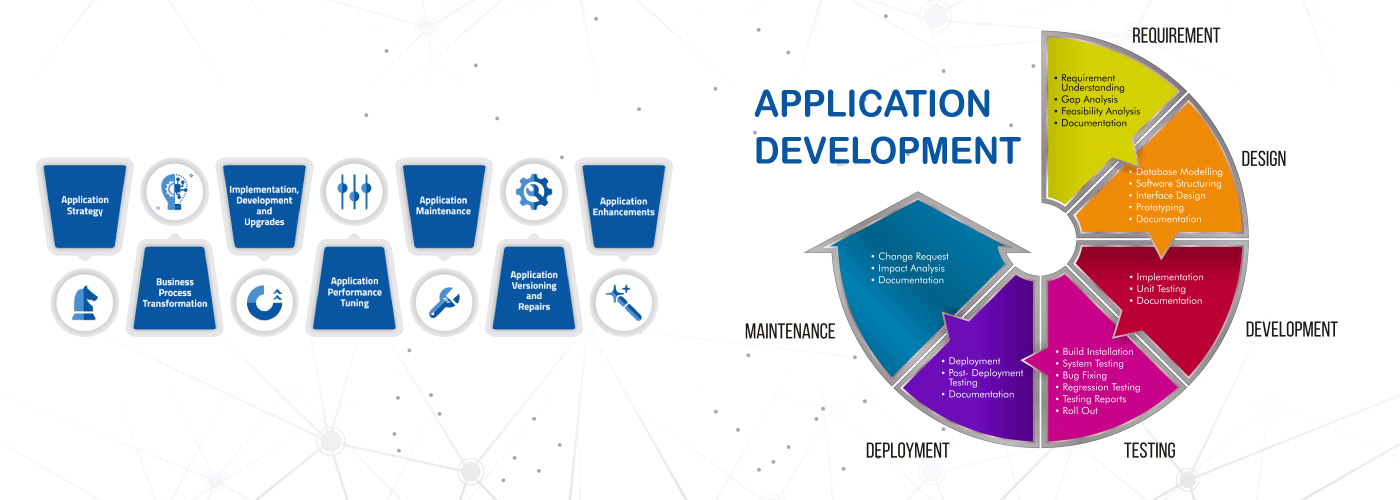 Application
Strategy
Business
Process
Transformation
Implementation,
Development
and
Upgrades
Application
Performance
Tuning
Application
Maintenance
Application
Versioning
and
Repairs
Application
Enhancements
APPLICATION
DEVELOPMENT
REQUIREMENT
• Requirement
Understanding
• Gap Analysis
• Feasibility Analysis
• Documentation
DESIGN
• Database Modelling
• Software Structuring
• Interface Design
• Prototyping
• Documentation
DEVELOPMENT
• Implementation
• Unit Testing
• Documentation
TESTING
• Build Installation
• System Testing
• Bug Fixing
• Regression Testing
• Testing Reports
• Roll Out
DEPLOYMENT
• Deployment
• Post- Deployment
Testing
• Documentation
MAINTENANCE
• Change Request
• Impact Analysis
• Documentation